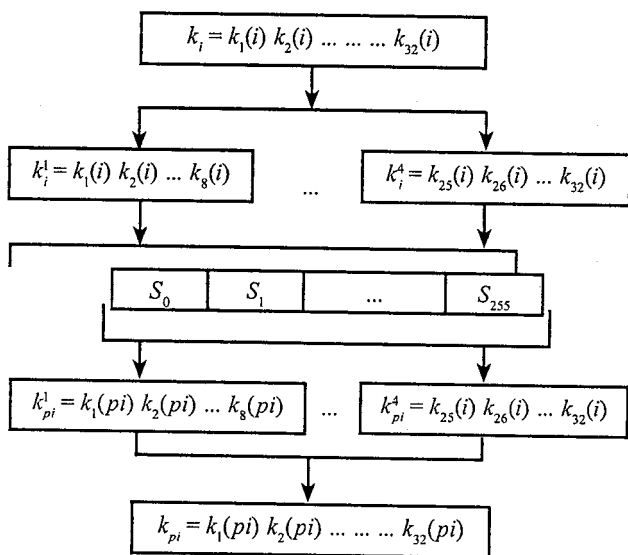 k_i = k_1(i) k_2(i) ... ... ... k_32(i)
k_i^1 = k_1(i) k_2(i) ... k_8(i) ... k_i^4 = k_25(i) k_26(i) ... k_32(i)
S_0 S_1 ... S_255
k_pi^1 = k_1(pi) k_2(pi) ... k_8(pi) ... k_pi^4 = k_25(i) k_26(i) ... k_32(i)
k_pi = k_1(pi) k_2(pi) ... ... ... k_32(pi)